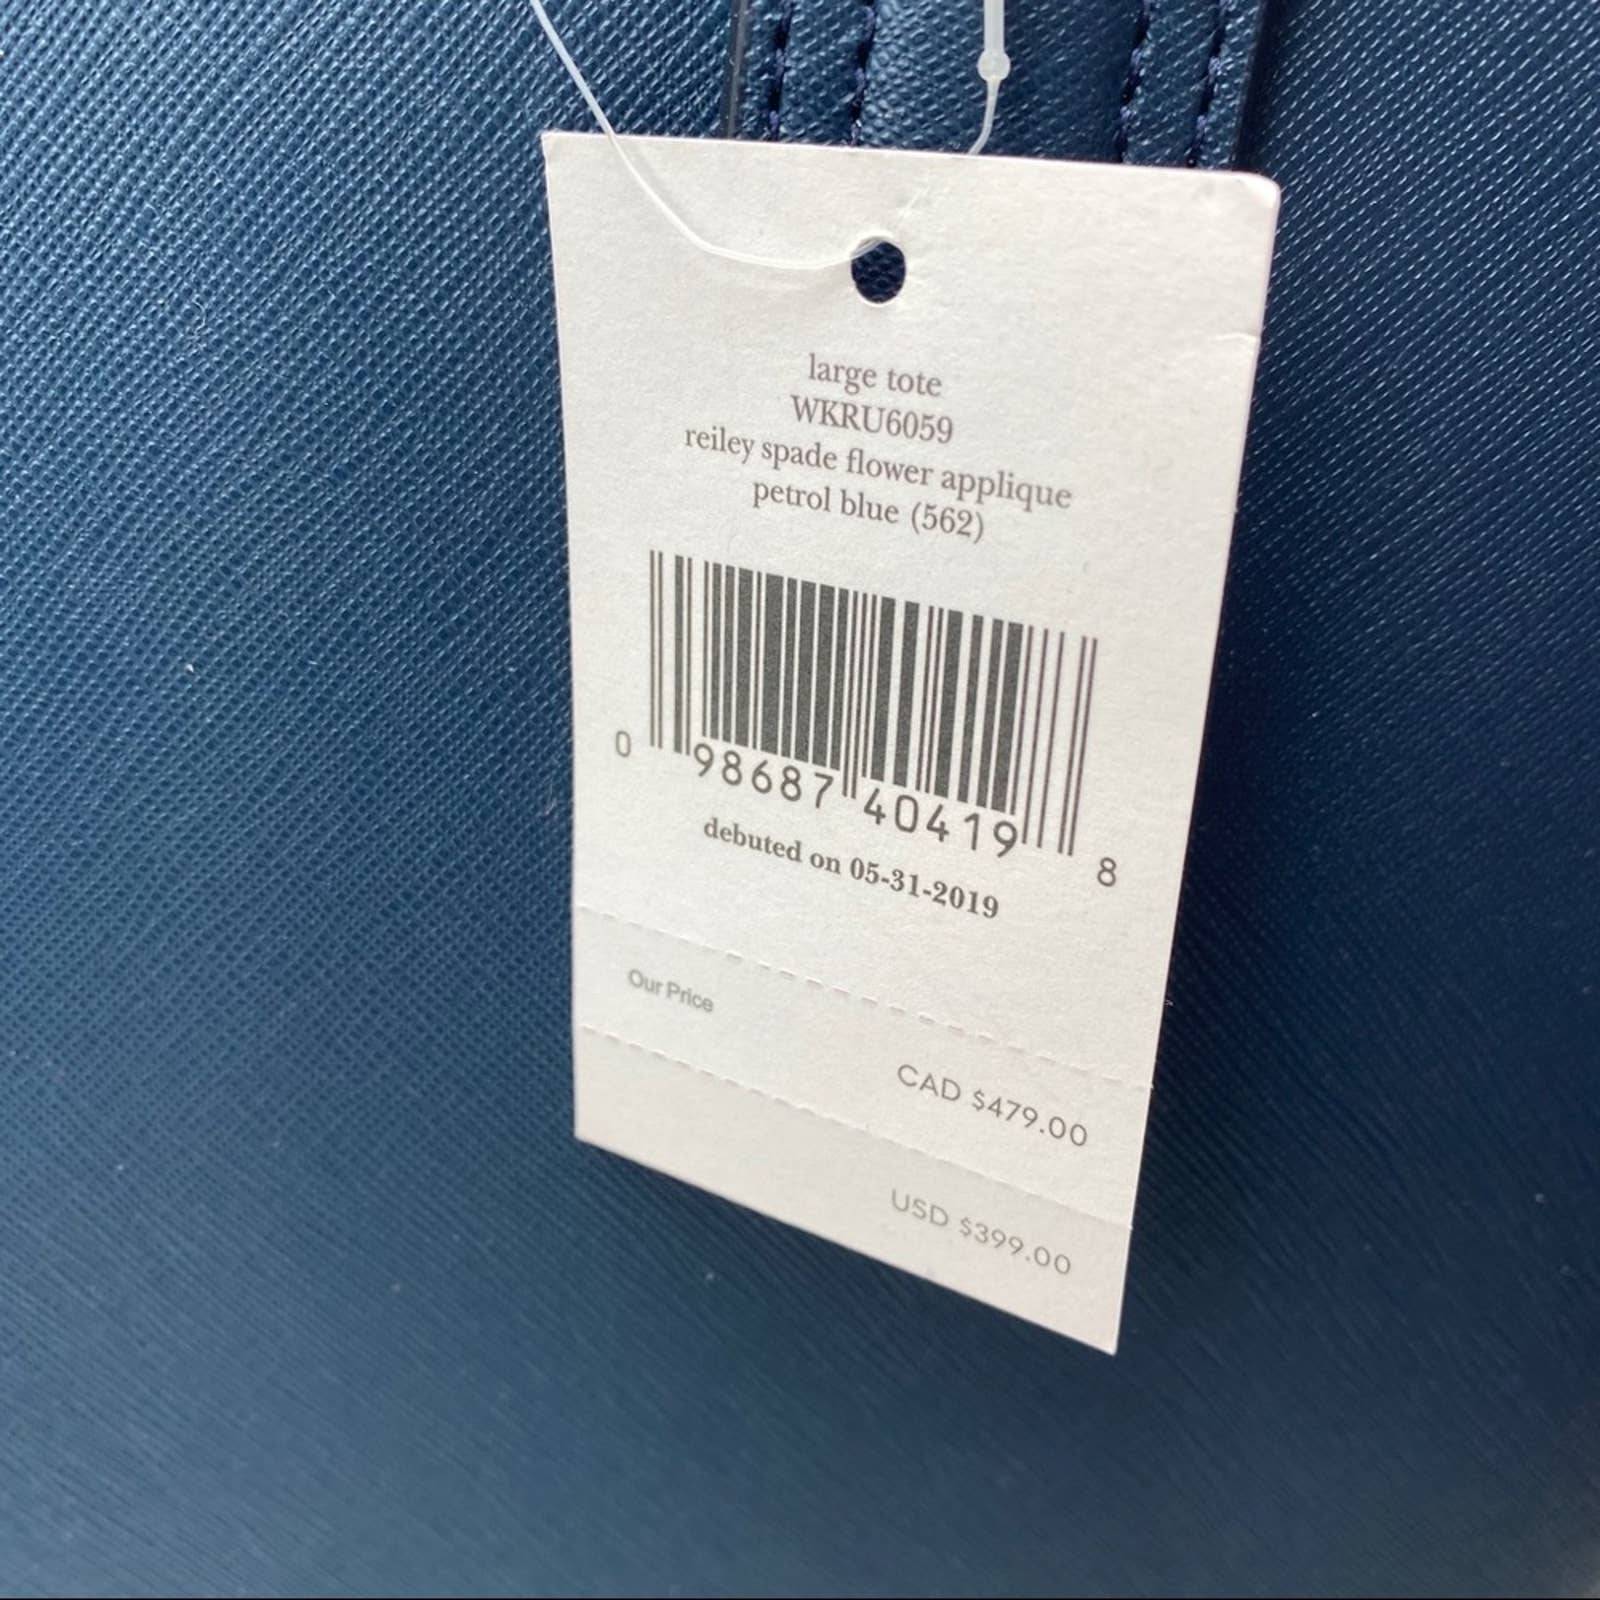 large tote
WKRU6059
reiley spade flower applique
petrol blue (562)
0 98687 40419 8
debuted on 05-31-2019
Our Price
CAD $479.00
USD $399.00